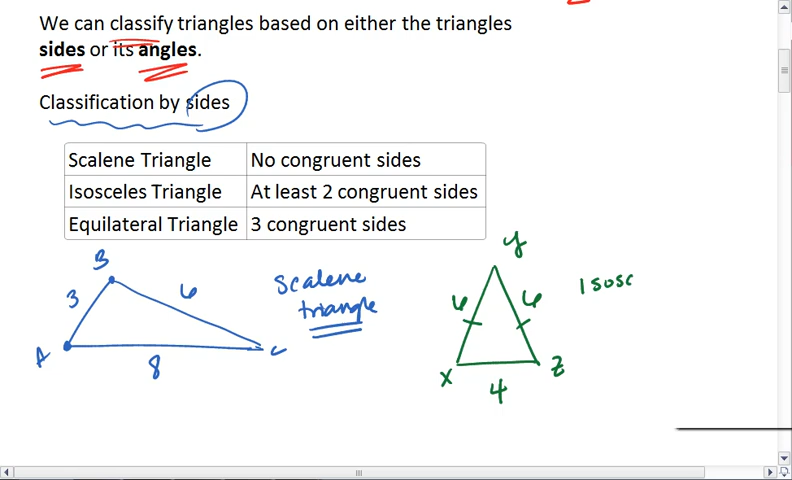 We can classify triangles based on either the triangles
sides or its angles.
Classification by sides
Scalene Triangle No congruent sides
Isosceles Triangle At least 2 congruent sides
Equilateral Triangle 3 congruent sides
B
3
6
A
8
C
Scalene
triangle
y
6
6
X
4
Z
Isosc